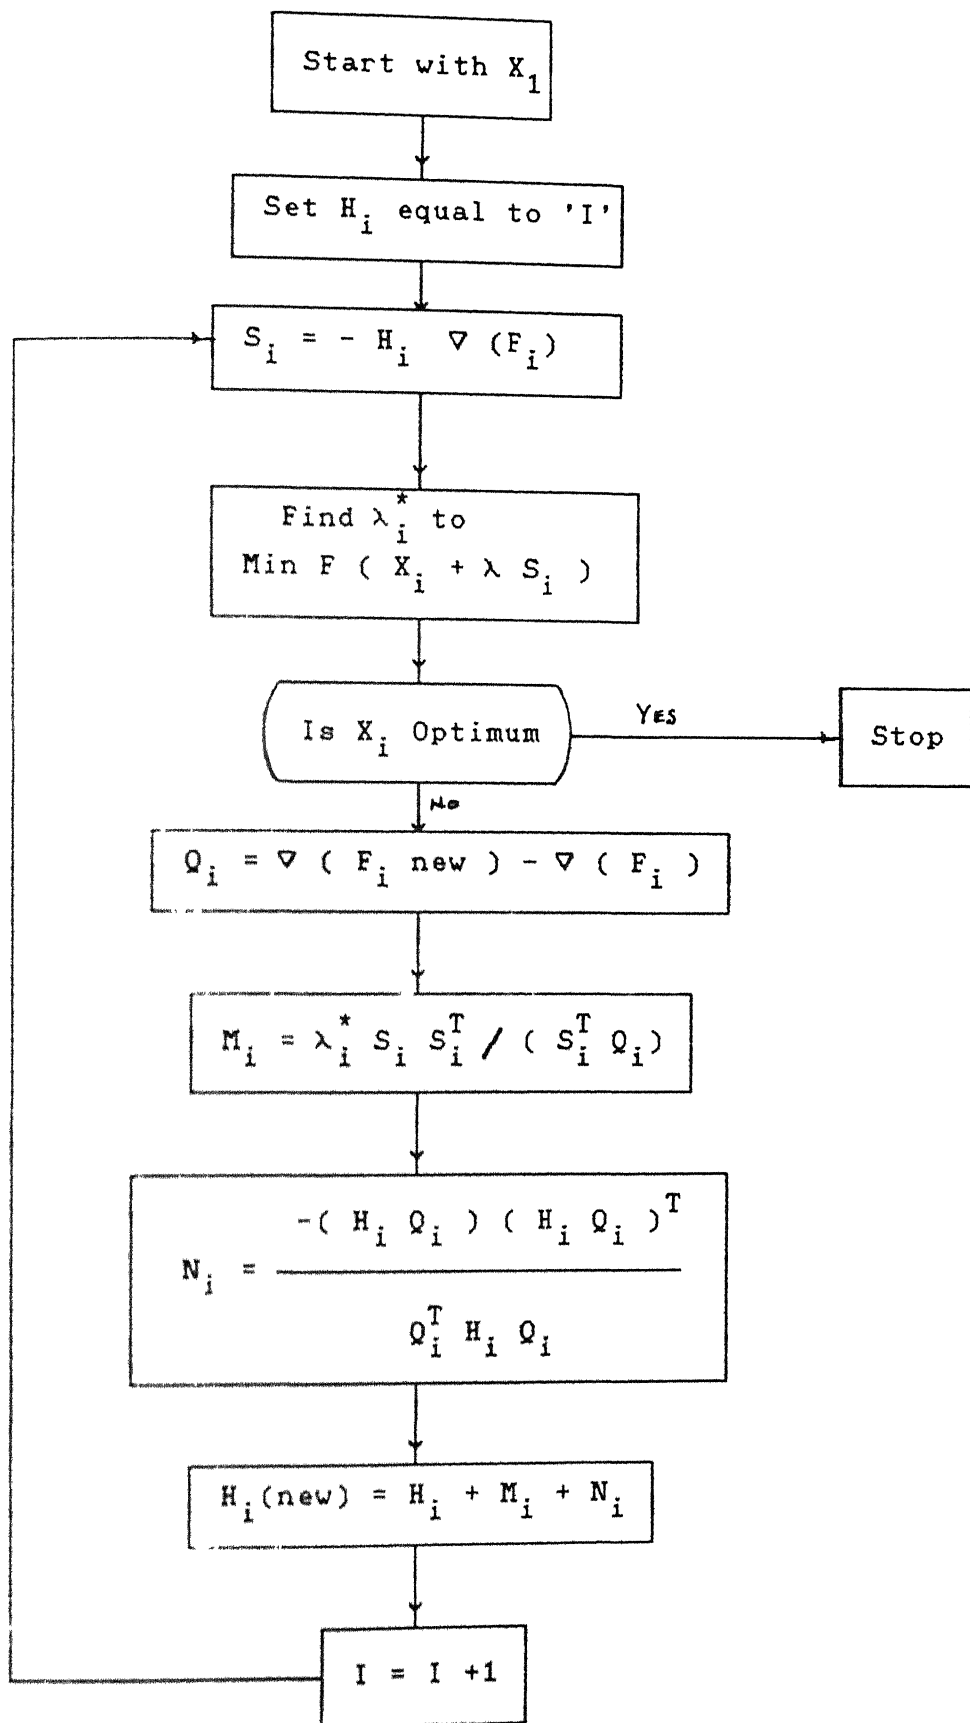 Start with X₁
Set Hᵢ equal to 'I'
Sᵢ = - Hᵢ ∇ (Fᵢ)
Find λᵢ* to
Min F ( Xᵢ + λ Sᵢ )
Is Xᵢ Optimum
YES
Stop
No
Qᵢ = ∇ ( Fᵢ new ) - ∇ ( Fᵢ )
Mᵢ = λᵢ* Sᵢ Sᵢᵀ / ( Sᵢᵀ Qᵢ)
-( Hᵢ Qᵢ ) ( Hᵢ Qᵢ )ᵀ
Nᵢ =
Qᵢᵀ Hᵢ Qᵢ
Hᵢ(new) = Hᵢ + Mᵢ + Nᵢ
I = I +1